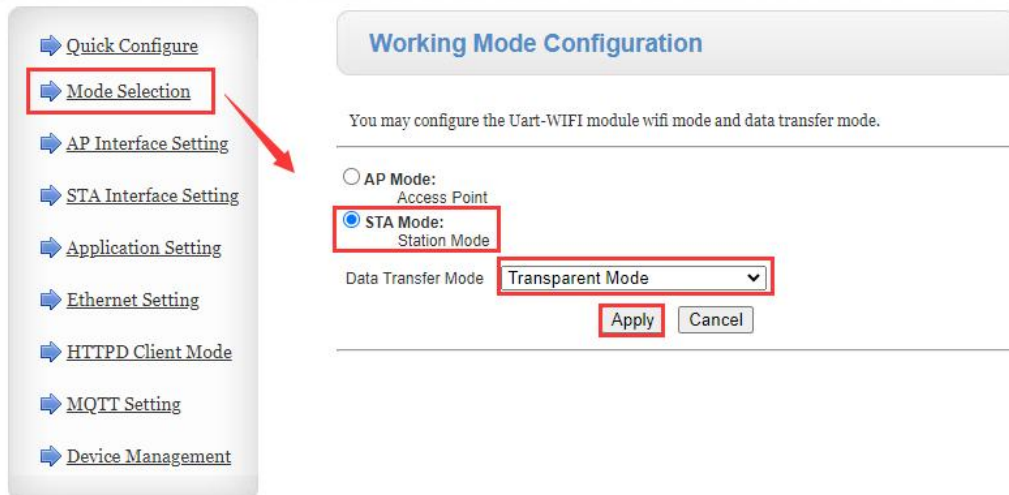 Quick Configure
Mode Selection
AP Interface Setting
STA Interface Setting
Application Setting
Ethernet Setting
HTTPD Client Mode
MQTT Setting
Device Management
Working Mode Configuration
You may configure the Uart-WIFI module wifi mode and data transfer mode.
AP Mode:
Access Point
STA Mode:
Station Mode
Data Transfer Mode Transparent Mode
Apply Cancel